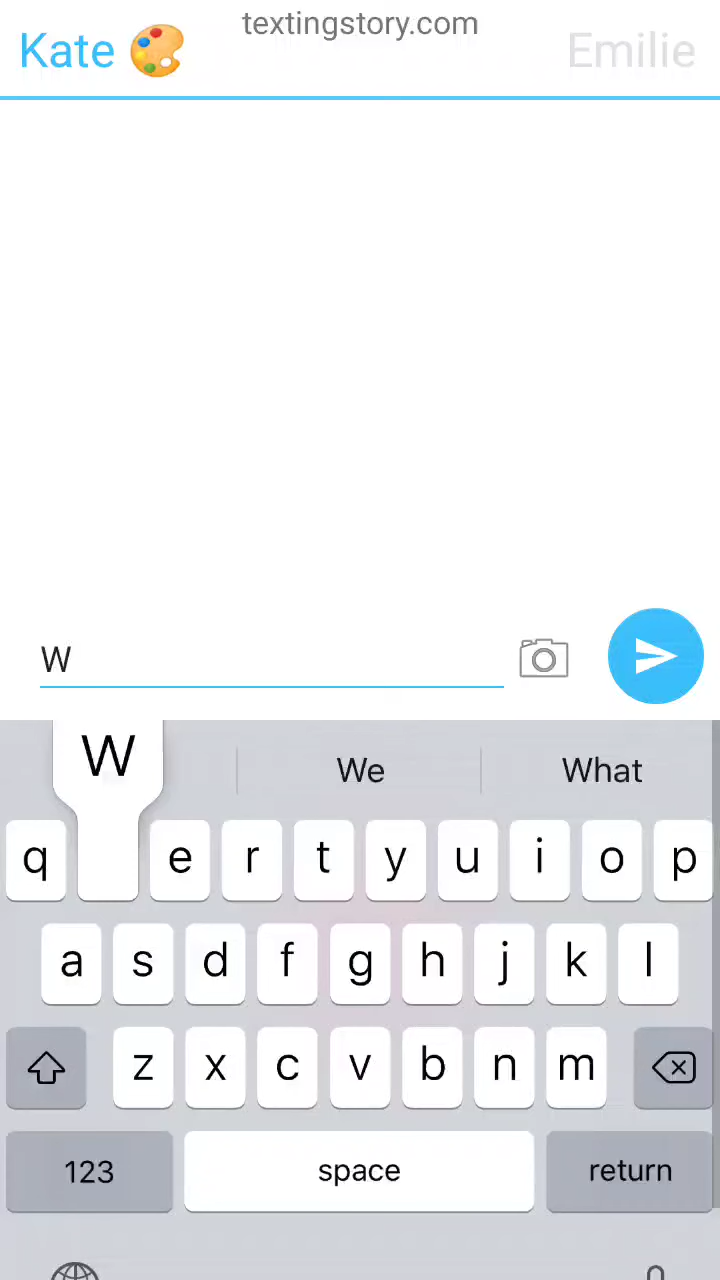 textingstory.com
Kate 🎨 Emilie
W
W We What
q e r t y u i o p
a s d f g h j k l
z x c v b n m
123 space return